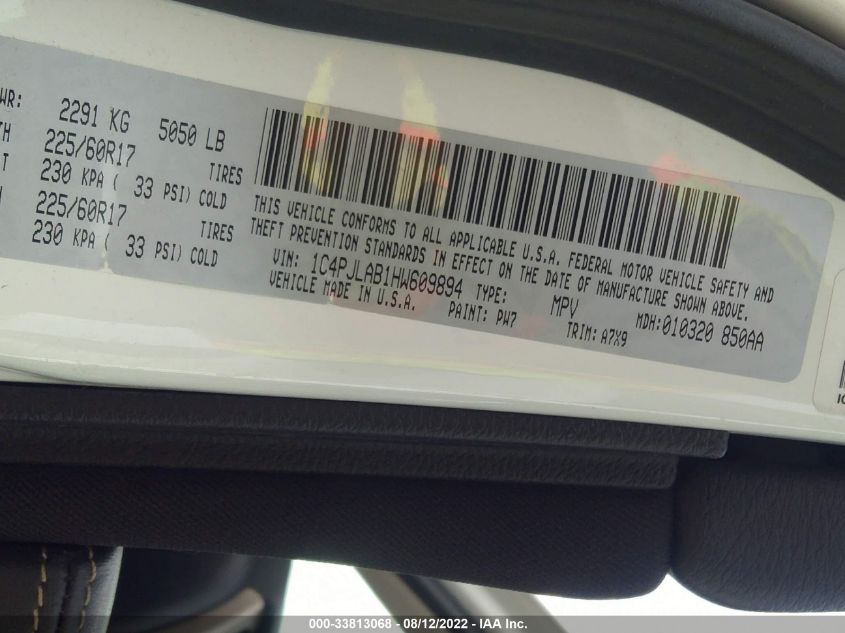 WR: 2291 KG 5050 LB
TH 225/60R17 TIRES
T 230 KPA ( 33 PSI) COLD
H 225/60R17 TIRES
230 KPA ( 33 PSI) COLD
THIS VEHICLE CONFORMS TO ALL APPLICABLE U.S.A. FEDERAL MOTOR VEHICLE SAFETY AND
THEFT PREVENTION STANDARDS IN EFFECT ON THE DATE OF MANUFACTURE SHOWN ABOVE.
VIN: 1C4PJLAB1HW609894 TYPE: MPV MDH:010320 850AA
VEHICLE MADE IN U.S.A. PAINT: PW7 TRIM: A7X9
000-33813068 - 08/12/2022 - IAA Inc.